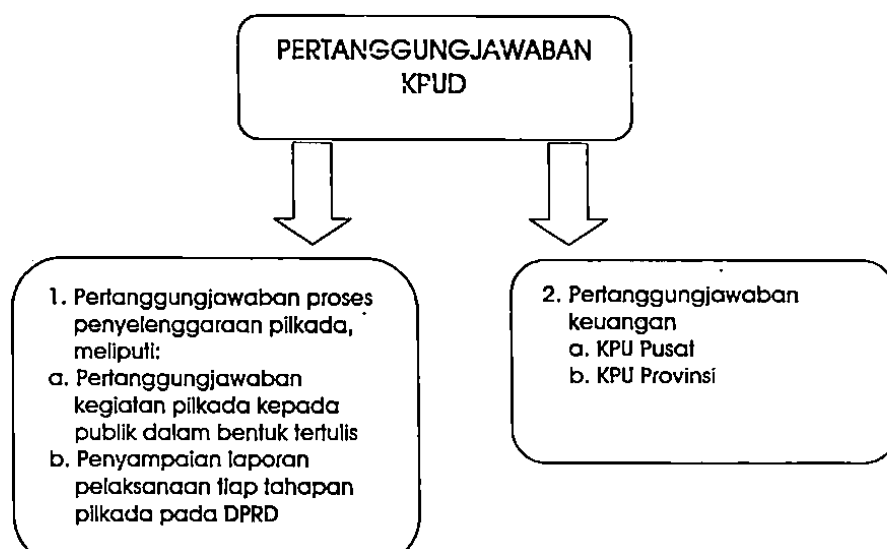 PERTANGGUNGJAWABAN
KPUD
1. Pertanggungjawaban proses
penyelenggaraan pilkada,
meliputi:
a. Pertanggungjawaban
kegiatan pilkada kepada
publik dalam bentuk tertulis
b. Penyampaian laporan
pelaksanaan tiap tahapan
pilkada pada DPRD
2. Pertanggungjawaban
keuangan
a. KPU Pusat
b. KPU Provinsi